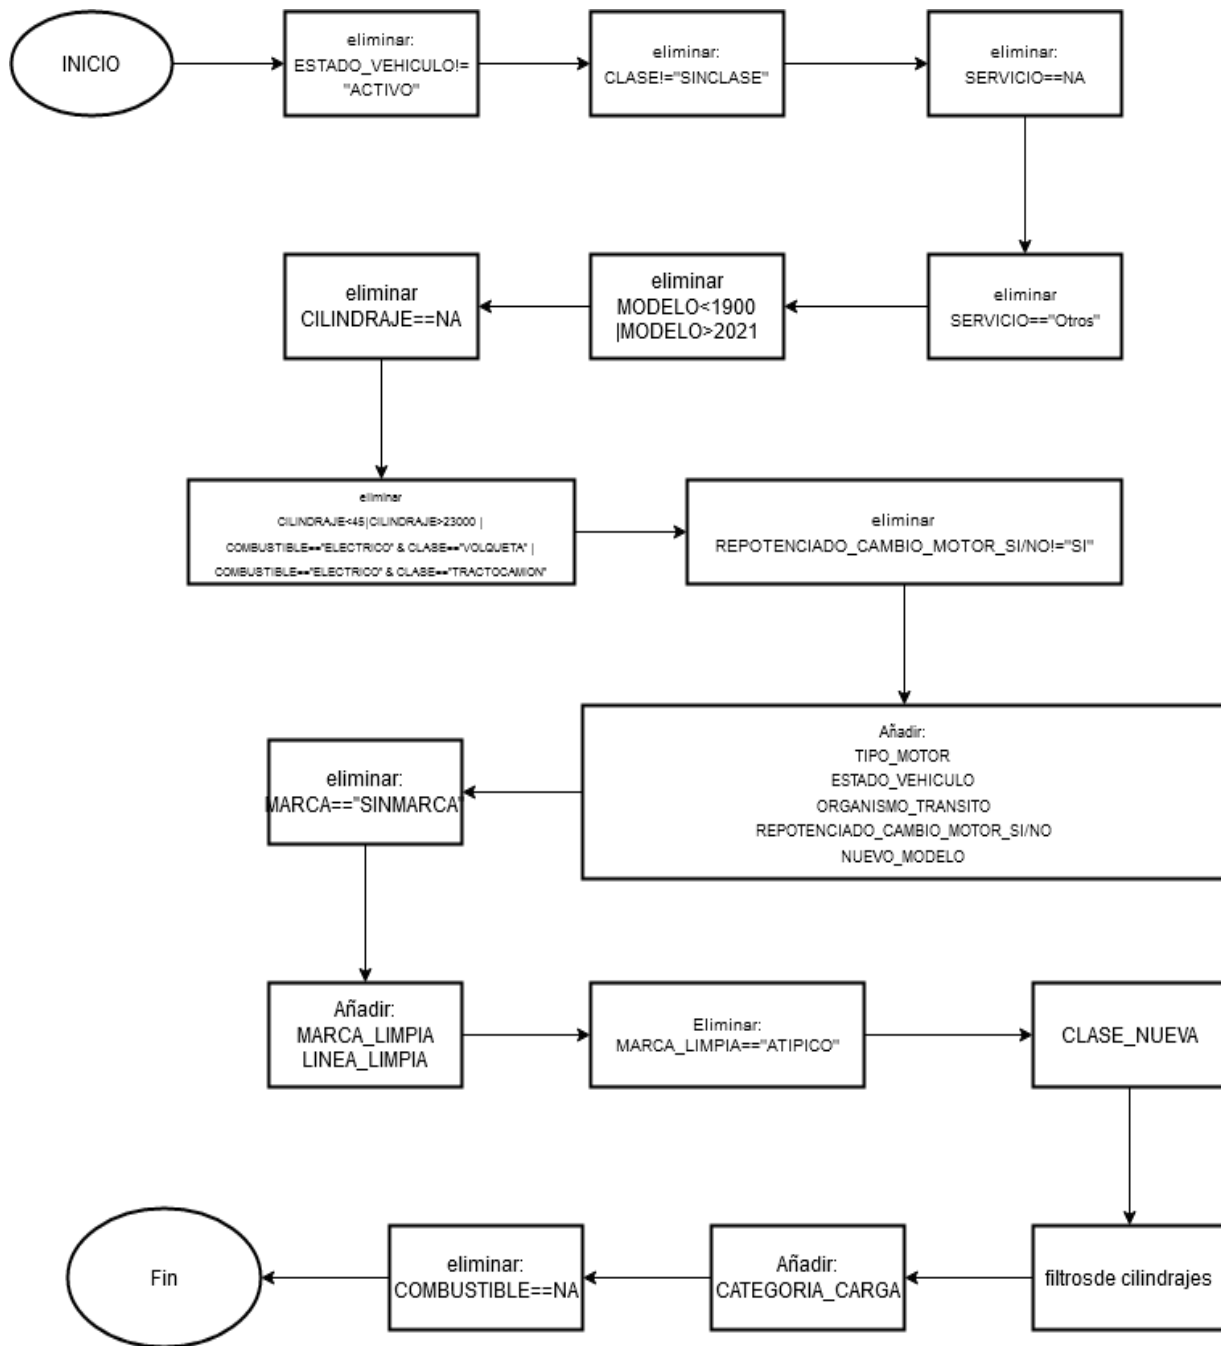 INICIO
eliminar:
ESTADO_VEHICULO!=
"ACTIVO"
eliminar:
CLASE!="SINCLASE"
eliminar:
SERVICIO==NA
eliminar
SERVICIO=="Otros"
eliminar
MODELO<1900
|MODELO>2021
eliminar
CILINDRAJE==NA
eliminar
CILINDRAJE<45|CILINDRAJE>23000 |
COMBUSTIBLE=="ELECTRICO" & CLASE=="VOLQUETA" |
COMBUSTIBLE=="ELECTRICO" & CLASE=="TRACTOCAMION"
eliminar
REPOTENCIADO_CAMBIO_MOTOR_SI/NO!="SI"
Añadir:
TIPO_MOTOR
ESTADO_VEHICULO
ORGANISMO_TRANSITO
REPOTENCIADO_CAMBIO_MOTOR_SI/NO
NUEVO_MODELO
eliminar:
MARCA=="SINMARCA"
Añadir:
MARCA_LIMPIA
LINEA_LIMPIA
Eliminar:
MARCA_LIMPIA=="ATIPICO"
CLASE_NUEVA
filtrosde cilindrajes
Añadir:
CATEGORIA_CARGA
eliminar:
COMBUSTIBLE==NA
Fin